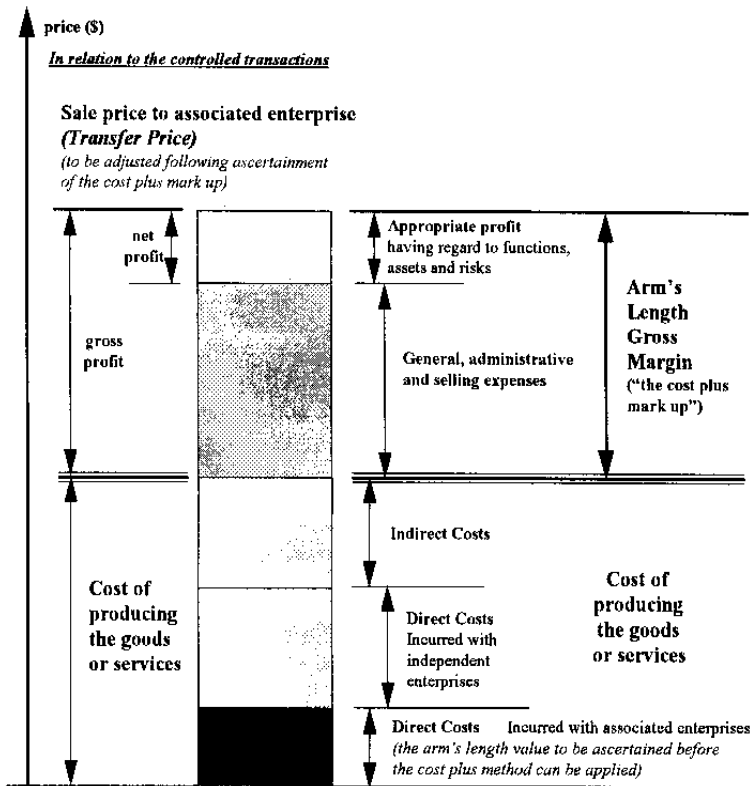 price ($)
In relation to the controlled transactions
Sale price to associated enterprise
(Transfer Price)
(to be adjusted following ascertainment
of the cost plus mark up)
net
profit
gross
profit
Appropriate profit
having regard to functions,
assets and risks
General, administrative
and selling expenses
Arm's
Length
Gross
Margin
("the cost plus
mark up")
Cost of
producing
the goods
or services
Indirect Costs
Direct Costs
Incurred with
independent
enterprises
Cost of
producing
the goods
or services
Direct Costs Incurred with associated enterprises
(the arm's length value to be ascertained before
the cost plus method can be applied)